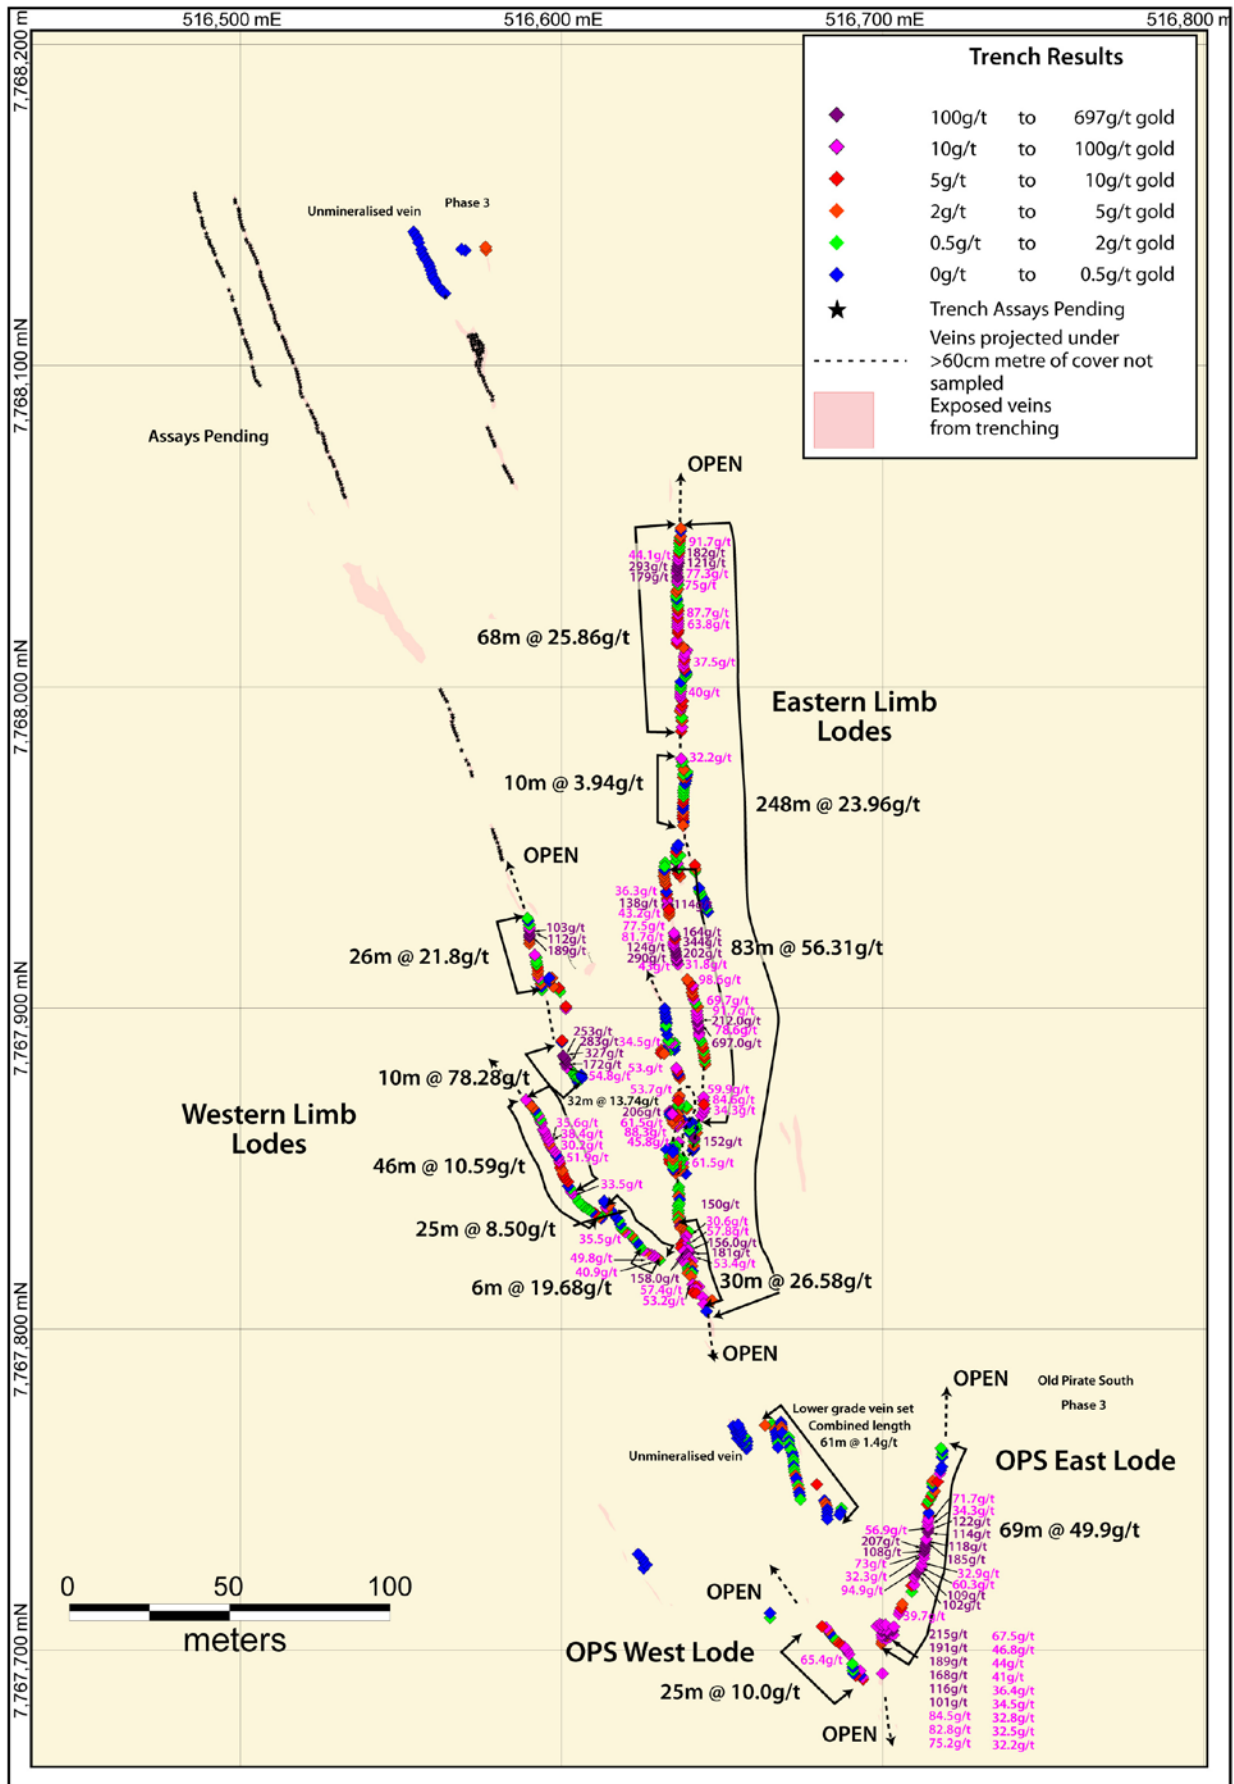 516,500 mE
516,600 mE
516,700 mE
516,800 m
7,768,200 m
7,768,100 mN
7,768,000 mN
7,767,900 mN
7,767,800 mN
7,767,700 mN
Trench Results
100g/t to 697g/t gold
10g/t to 100g/t gold
5g/t to 10g/t gold
2g/t to 5g/t gold
0.5g/t to 2g/t gold
0g/t to 0.5g/t gold
Trench Assays Pending
Veins projected under
>60cm metre of cover not
sampled
Exposed veins
from trenching
Unmineralised vein
Phase 3
Assays Pending
OPEN
91.7g/t
44.1g/t
182g/t
293g/t
121g/t
179g/t
77.3g/t
75g/t
87.7g/t
63.8g/t
68m @ 25.86g/t
37.5g/t
40g/t
Eastern Limb
Lodes
32.2g/t
10m @ 3.94g/t
248m @ 23.96g/t
OPEN
36.3g/t
138g/t
114g/
43.2g/t
77.5g/t
81.7g/t
164g/t
344g/t
124g/t
202g/t
290g/t
31.8g/t
43g/t
83m @ 56.31g/t
103g/t
112g/t
189g/t
26m @ 21.8g/t
98.6g/t
69.7g/t
91.7g/t
212.0g/t
78.6g/t
697.0g/t
253g/t
283g/t
34.5g/t
327g/t
172g/t
54.8g/t
53.g/t
10m @ 78.28g/t
32m @ 13.74g/t
53.7g/t
59.9g/t
84.6g/t
34.3g/t
206g/t
61.5g/t
88.3g/t
45.8g/t
152g/t
61.5g/t
Western Limb
Lodes
35.6g/t
38.4g/t
30.2g/t
51.9g/t
46m @ 10.59g/t
33.5g/t
25m @ 8.50g/t
35.5g/t
49.8g/t
40.9g/t
6m @ 19.68g/t
150g/t
30.6g/t
57.8g/t
156.0g/t
181g/t
53.4g/t
158.0g/t
57.4g/t
53.2g/t
30m @ 26.58g/t
OPEN
OPEN
Old Pirate South
Phase 3
Lower grade vein set
Combined length
61m @ 1.4g/t
Unmineralised vein
OPS East Lode
71.7g/t
34.3g/t
122g/t
56.9g/t
114g/t
207g/t
118g/t
108g/t
185g/t
73g/t
32.9g/t
32.3g/t
60.3g/t
94.9g/t
109g/t
102g/t
39.7g/t
69m @ 49.9g/t
0 50 100
meters
OPEN
OPS West Lode
65.4g/t
25m @ 10.0g/t
OPEN
215g/t 67.5g/t
191g/t 46.8g/t
189g/t 44g/t
168g/t 41g/t
116g/t 36.4g/t
101g/t 34.5g/t
84.5g/t 32.8g/t
82.8g/t 32.5g/t
75.2g/t 32.2g/t